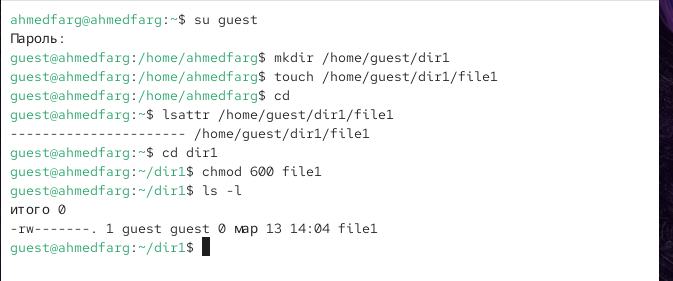 ahmedfarg@ahmedfarg:~$ su guest
Пароль:
guest@ahmedfarg:/home/ahmedfarg$ mkdir /home/guest/dir1
guest@ahmedfarg:/home/ahmedfarg$ touch /home/guest/dir1/file1
guest@ahmedfarg:/home/ahmedfarg$ cd
guest@ahmedfarg:~$ lsattr /home/guest/dir1/file1
---------------------- /home/guest/dir1/file1
guest@ahmedfarg:~$ cd dir1
guest@ahmedfarg:~/dir1$ chmod 600 file1
guest@ahmedfarg:~/dir1$ ls -l
итого 0
-rw-------. 1 guest guest 0 мар 13 14:04 file1
guest@ahmedfarg:~/dir1$